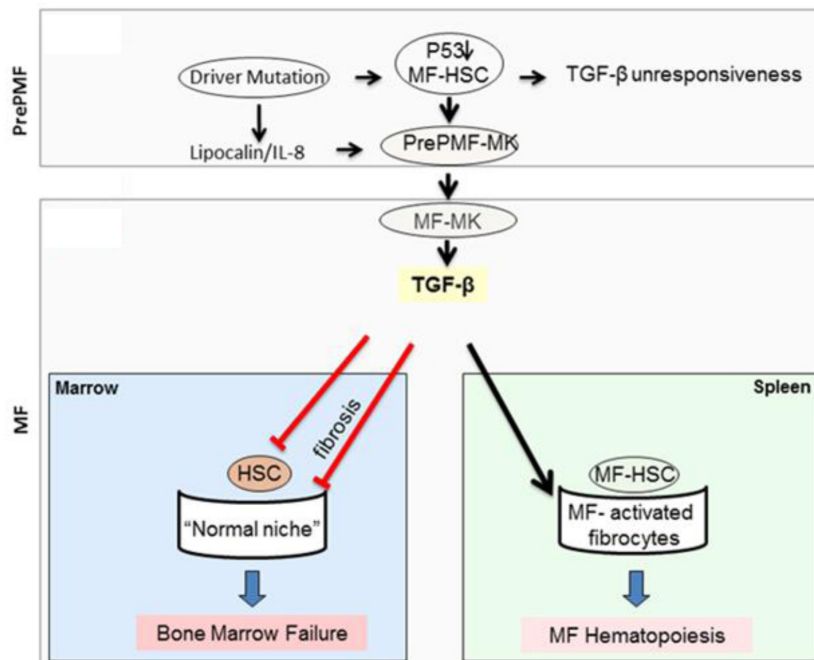 PrePMF
Driver Mutation
P53↓
MF-HSC
TGF-β unresponsiveness
Lipocalin/IL-8
PrePMF-MK
MF
MF-MK
TGF-β
Marrow
fibrosis
HSC
“Normal niche”
Bone Marrow Failure
Spleen
MF-HSC
MF- activated
fibrocytes
MF Hematopoiesis